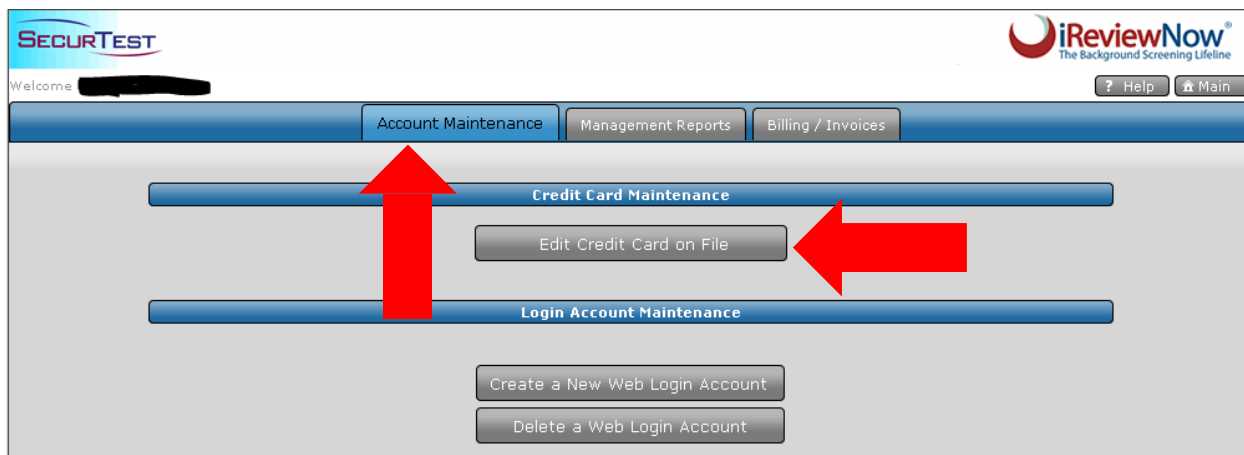 SECURTEST
iReviewNow®
The Background Screening Lifeline
Welcome
? Help Main
Account Maintenance Management Reports Billing / Invoices
Credit Card Maintenance
Edit Credit Card on File
Login Account Maintenance
Create a New Web Login Account
Delete a Web Login Account